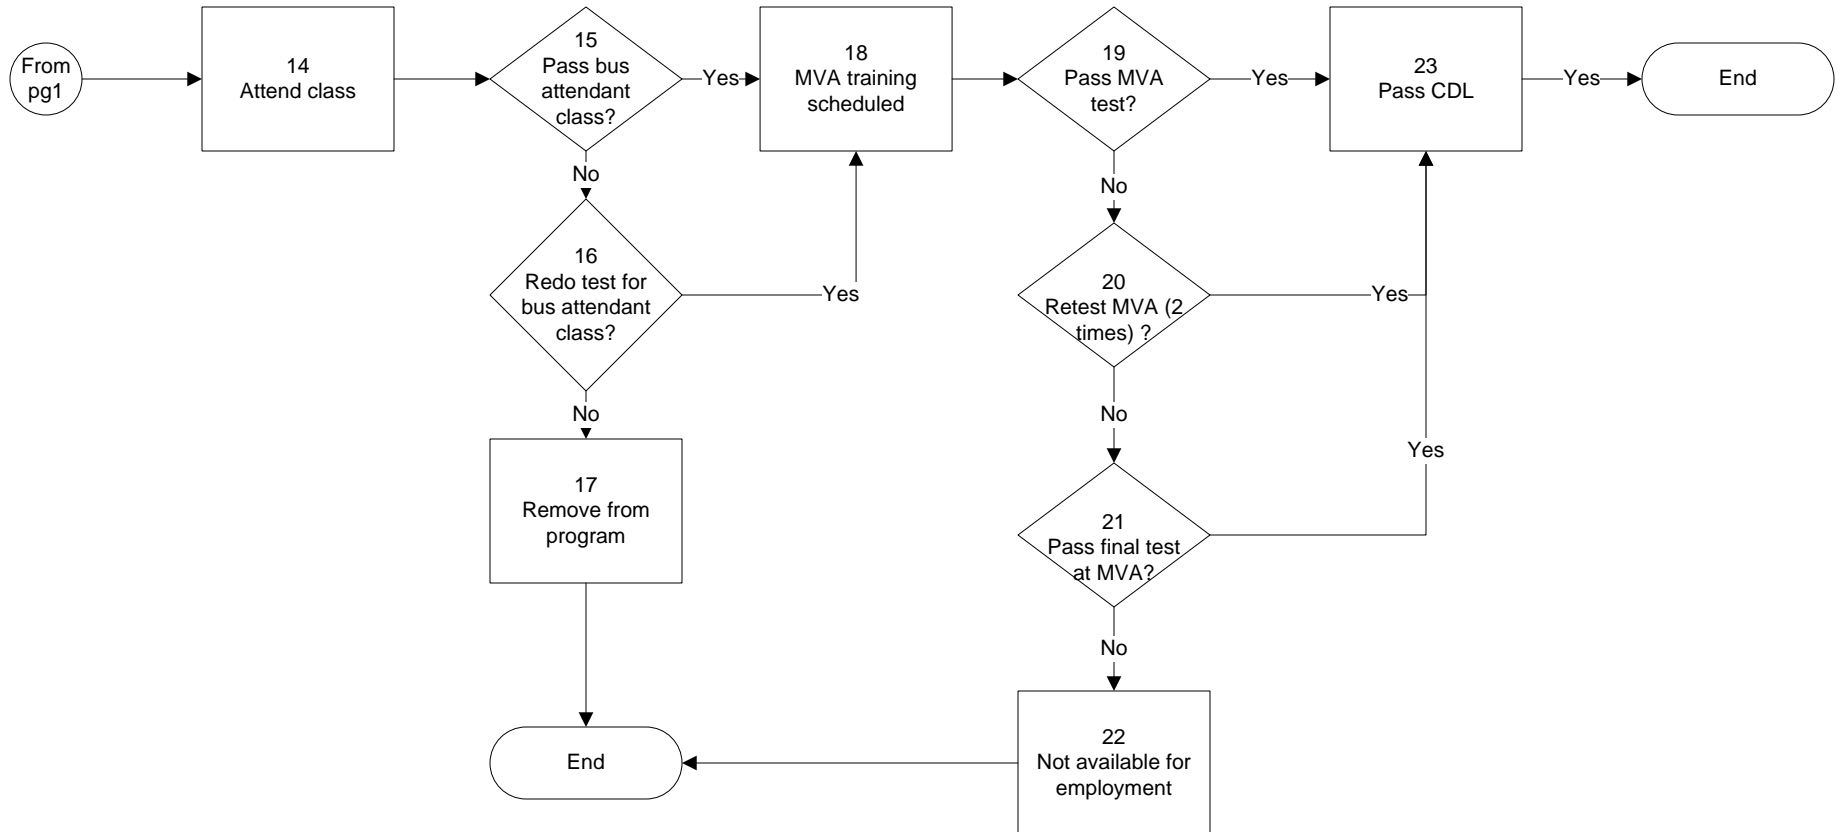 From
pg1
14
Attend class
15
Pass bus
attendant
class?
Yes
18
MVA training
scheduled
19
Pass MVA
test?
Yes
23
Pass CDL
Yes
End
No
No
16
Redo test for
bus attendant
class?
Yes
20
Retest MVA (2
times) ?
Yes
No
No
Yes
17
Remove from
program
21
Pass final test
at MVA?
No
End
22
Not available for
employment